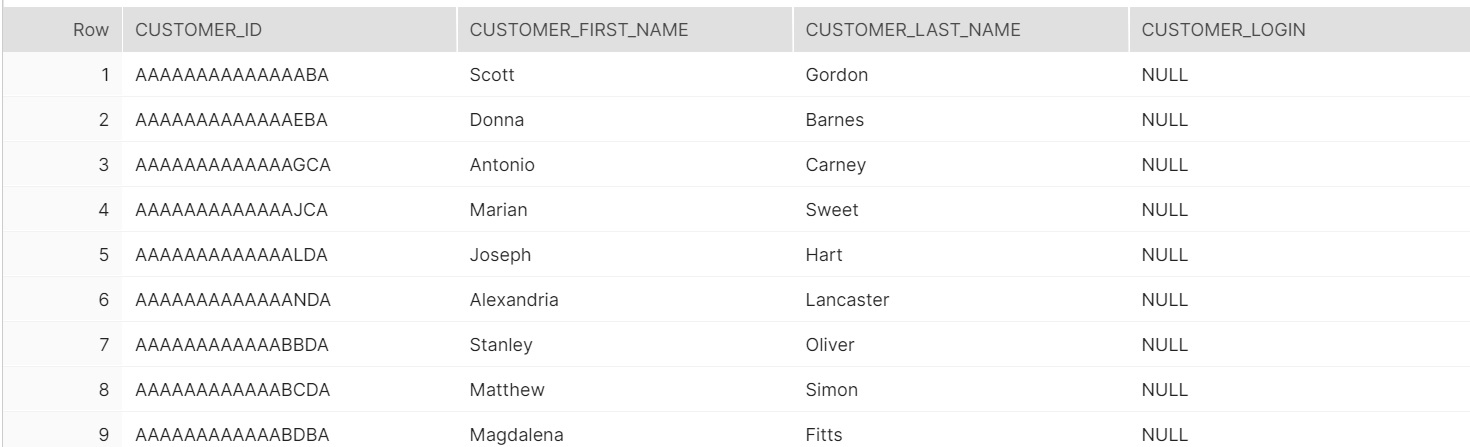 Row CUSTOMER_ID CUSTOMER_FIRST_NAME CUSTOMER_LAST_NAME CUSTOMER_LOGIN
1 AAAAAAAAAAAAAABA Scott Gordon NULL
2 AAAAAAAAAAAAAEBA Donna Barnes NULL
3 AAAAAAAAAAAAAGCA Antonio Carney NULL
4 AAAAAAAAAAAAAJCA Marian Sweet NULL
5 AAAAAAAAAAAAALDA Joseph Hart NULL
6 AAAAAAAAAAAAANDA Alexandria Lancaster NULL
7 AAAAAAAAAAAABBDA Stanley Oliver NULL
8 AAAAAAAAAAAABCDA Matthew Simon NULL
9 AAAAAAAAAAAABDBA Magdalena Fitts NULL